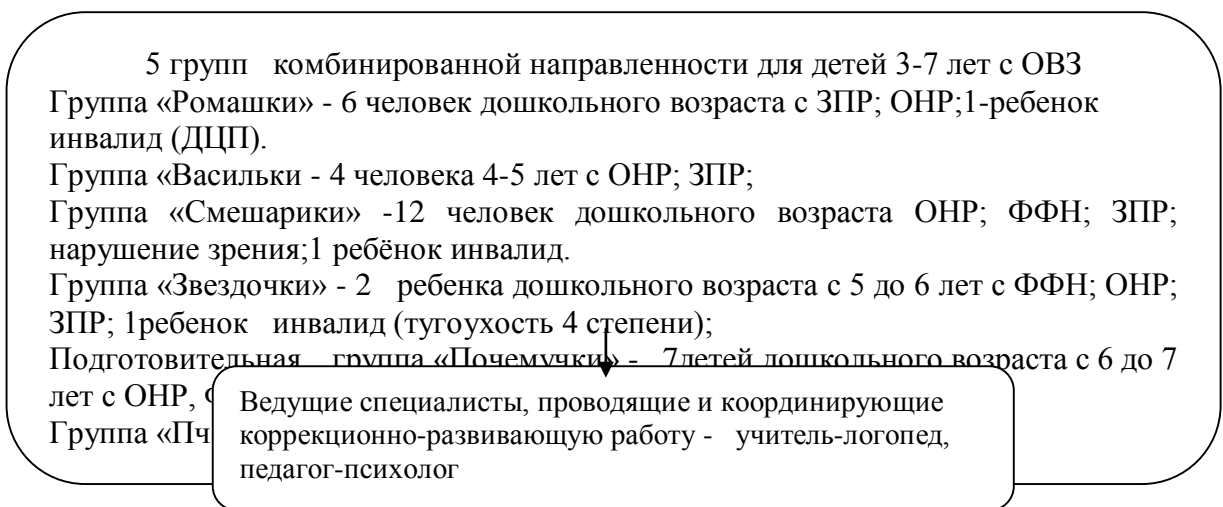 5 групп комбинированной направленности для детей 3-7 лет с ОВЗ
Группа «Ромашки» - 6 человек дошкольного возраста с ЗПР; ОНР;1-ребенок
инвалид (ДЦП).
Группа «Васильки - 4 человека 4-5 лет с ОНР; ЗПР;
Группа «Смешарики» -12 человек дошкольного возраста ОНР; ФФН; ЗПР;
нарушение зрения;1 ребёнок инвалид.
Группа «Звездочки» - 2 ребенка дошкольного возраста с 5 до 6 лет с ФФН; ОНР;
ЗПР; 1ребенок инвалид (тугоухость 4 степени);
Подготовительная группа «Почемучки» - 7детей дошкольного возраста с 6 до 7
лет с ОНР,
Группа
Ведущие специалисты, проводящие и координирующие
коррекционно-развивающую работу - учитель-логопед,
педагог-психолог